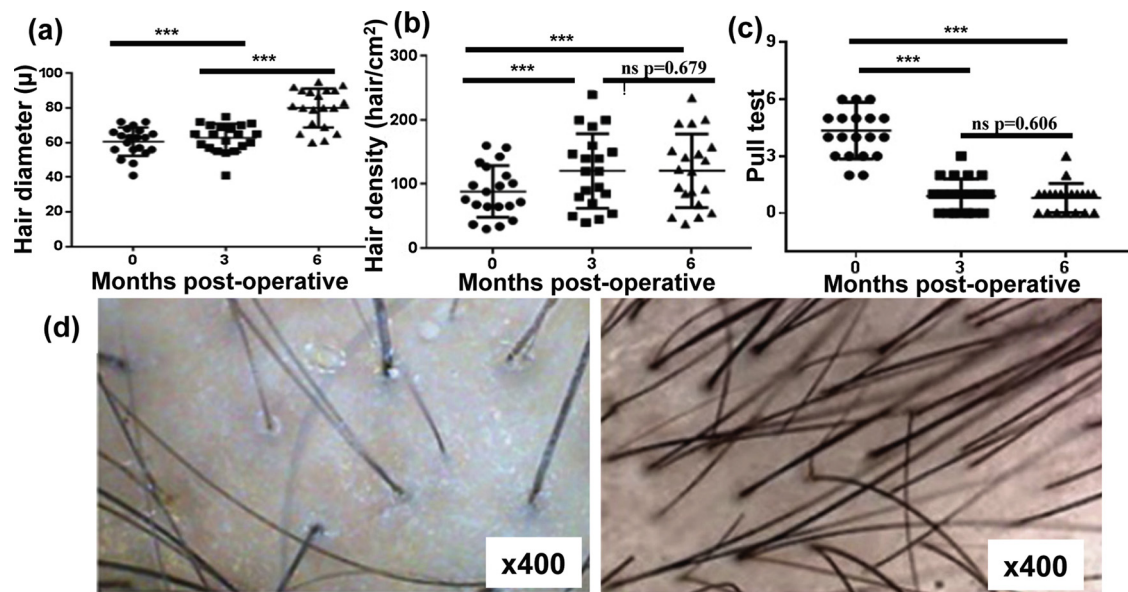 (a)
***
***
Hair diameter (µ)
100
80
60
40
20
0
0
3
6
Months post-operative
(b)
***
***
ns p=0.679
!
Hair density (hair/cm²)
300
200
100
0
0
3
6
Months post-operative
(c)
***
***
ns p=0.606
Pull test
9
6
3
0
0
3
6
Months post-operative
(d)
x400
x400